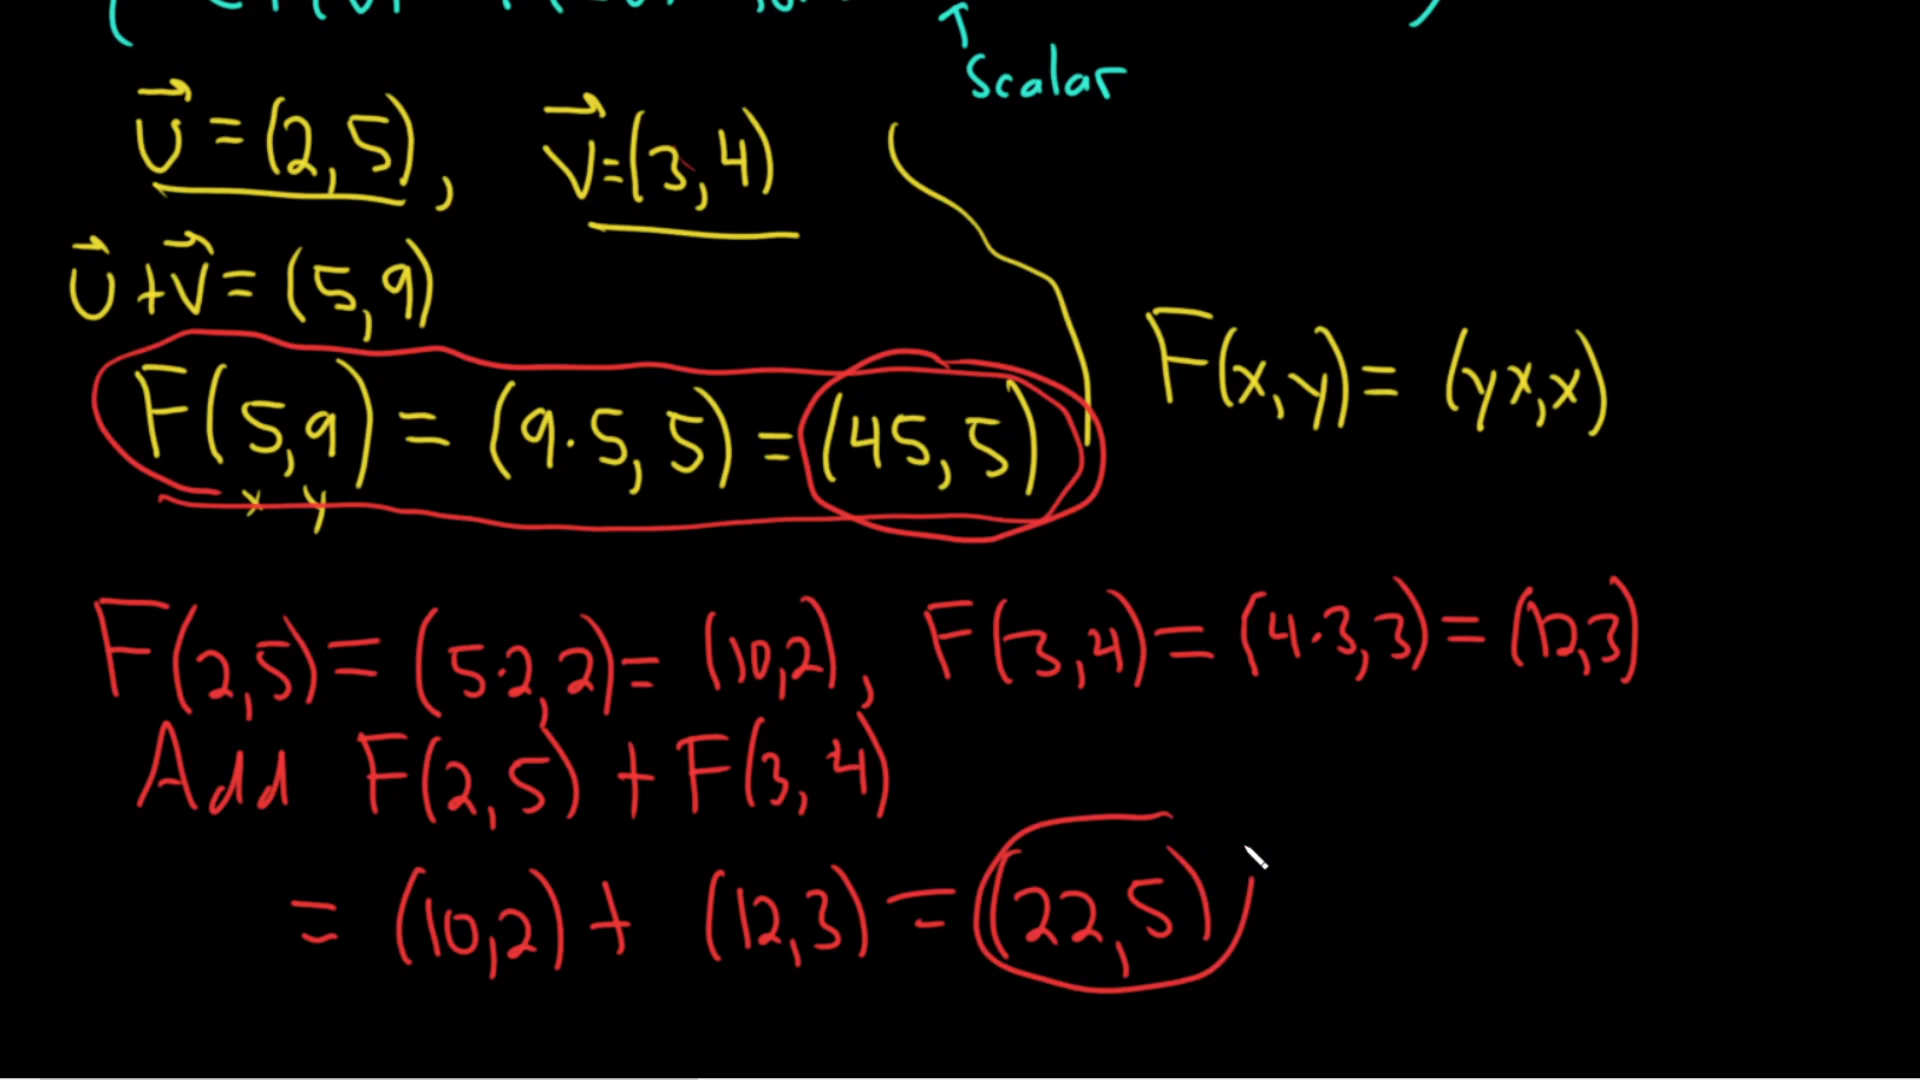 Scalar
u = (2,5), v = (3,4)
u + v = (5,9)
F(5,9) = (9·5, 5) = (45, 5)
x y
F(x,y) = (yx,x)
F(2,5) = (5·2, 2) = (10,2), F(3,4) = (4·3, 3) = (12,3)
Add F(2,5) + F(3,4)
= (10,2) + (12,3) = (22,5)